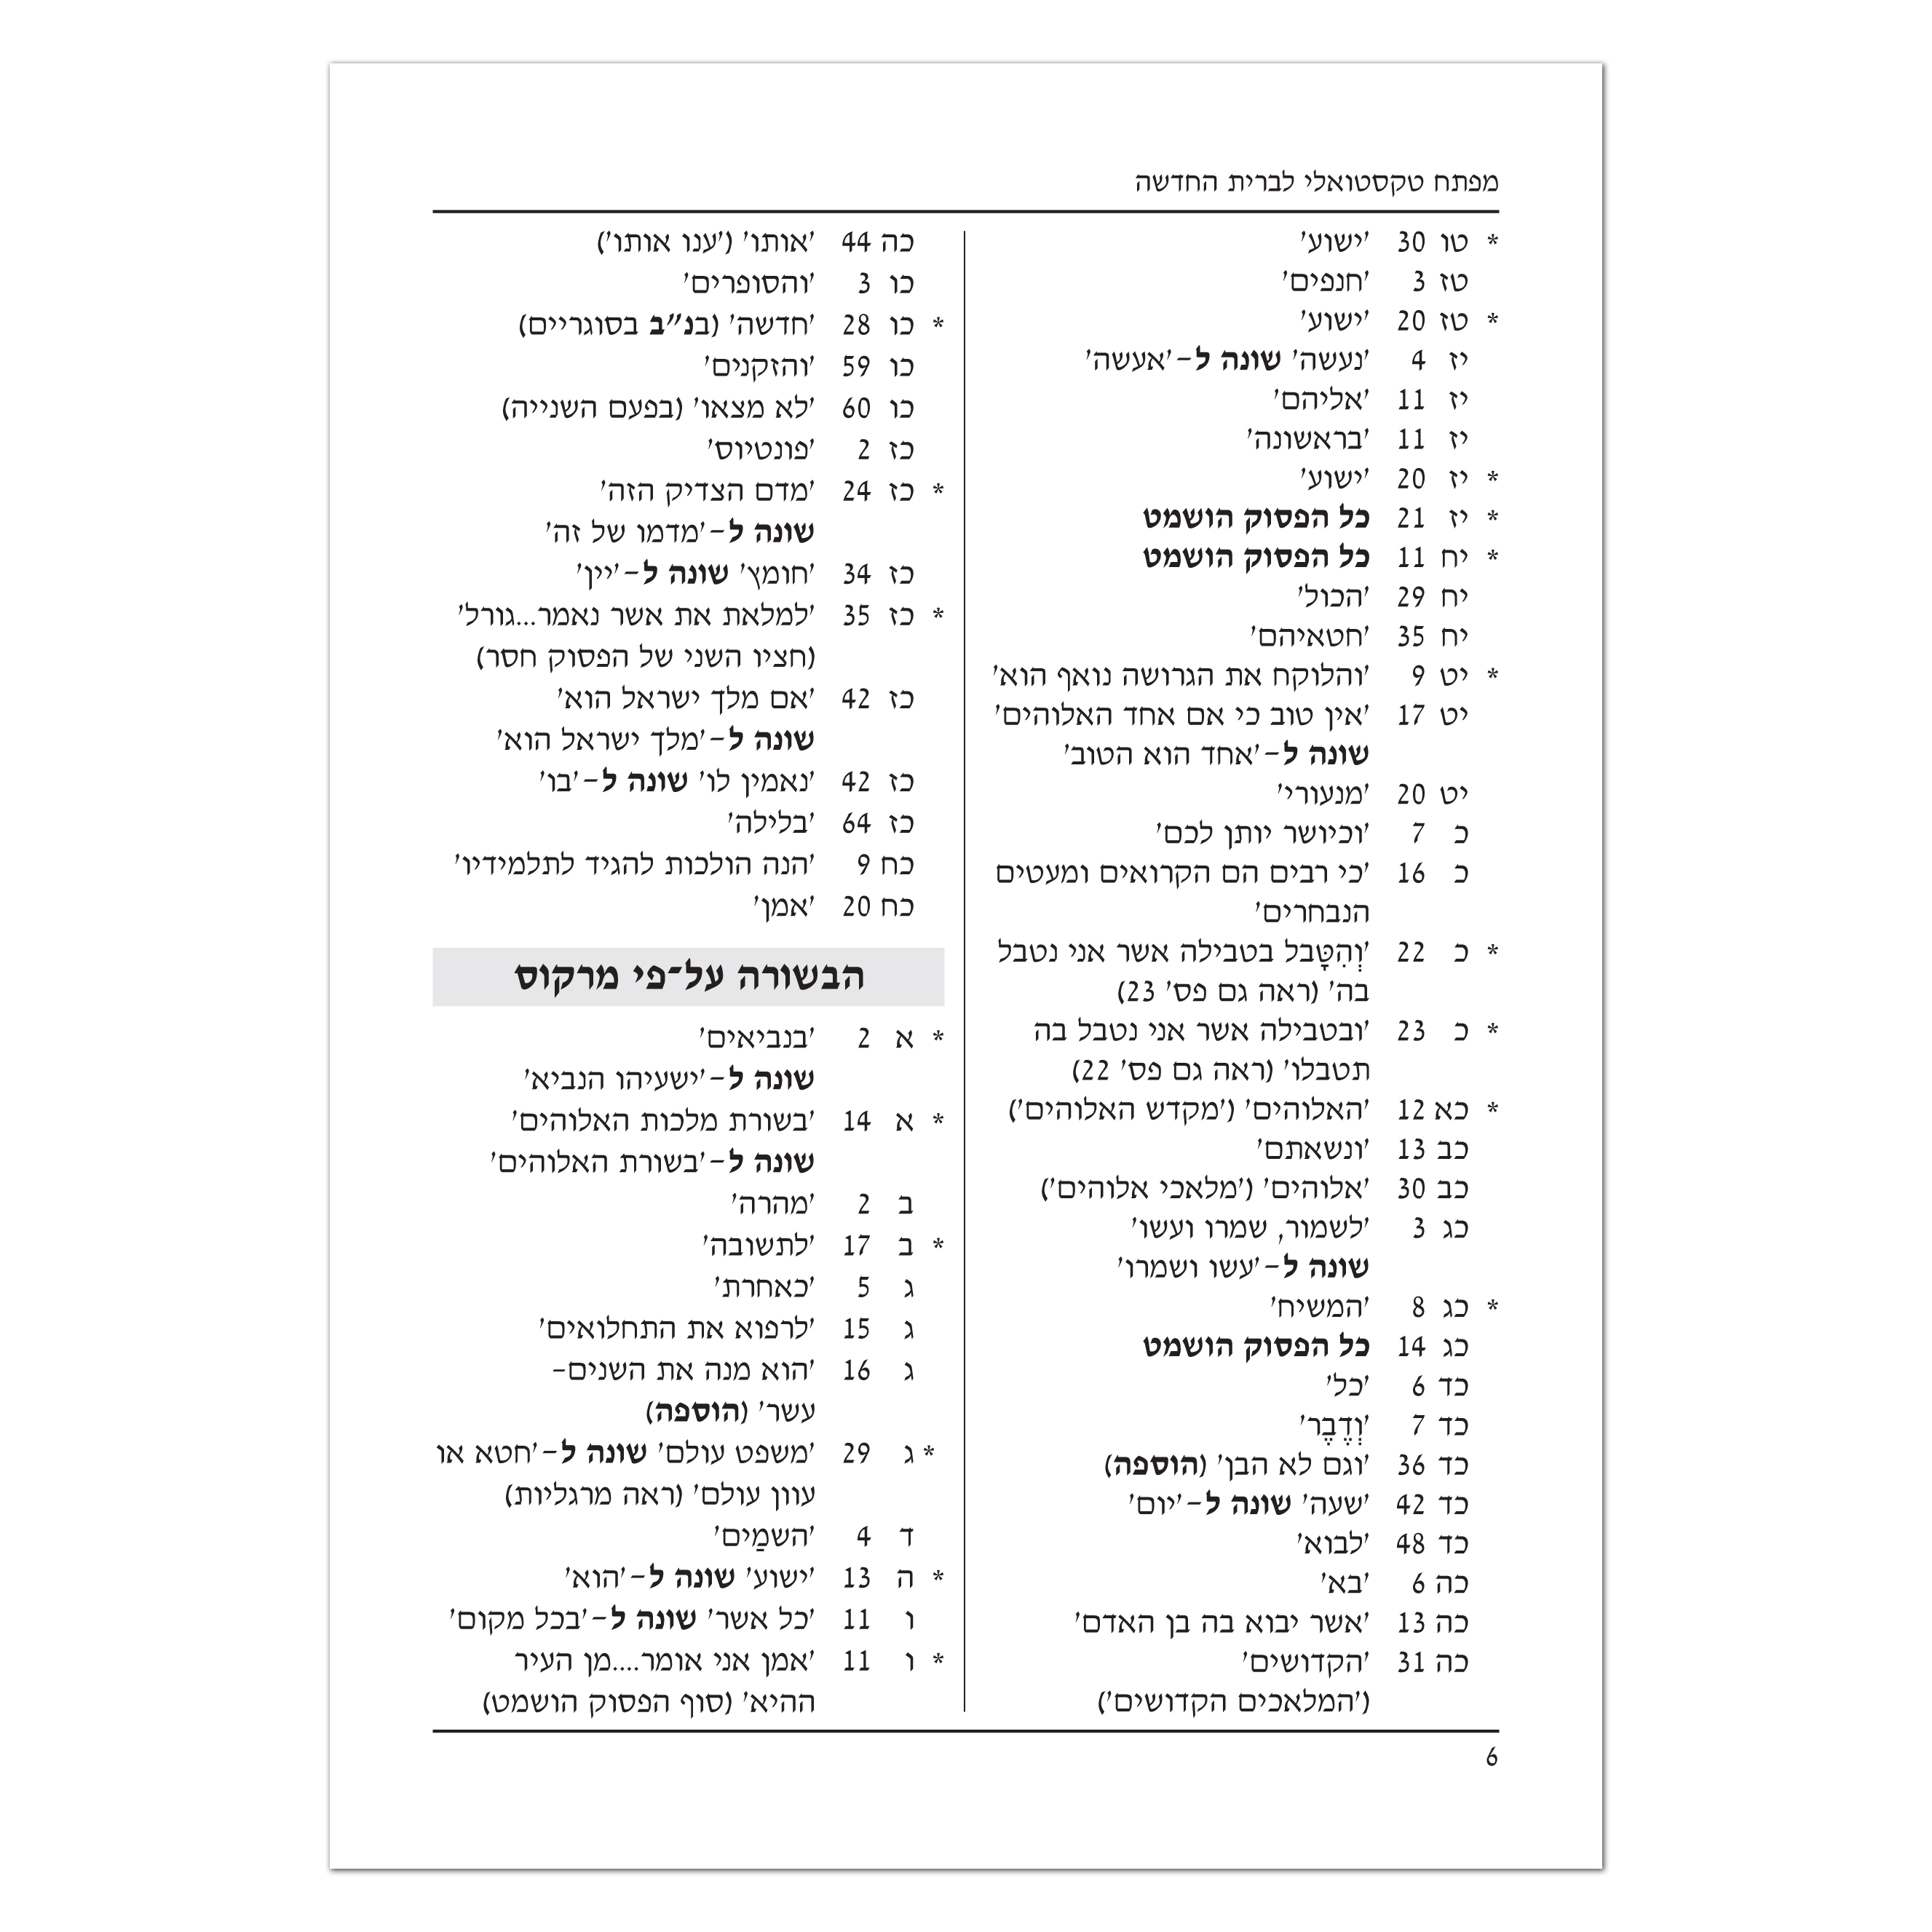 מפתח טקסטואלי לברית החדשה
* טו 30 'ישוע'
טז 3 'חנפים'
* טז 20 'ישוע'
יז 4 'נעשה' שונה ל–'אעשה'
יז 11 'אליהם'
יז 11 'בראשונה'
* יז 20 'ישוע'
* יז 21 כל הפסוק הושמט
* יח 11 כל הפסוק הושמט
יח 29 'הכול'
יח 35 'חטאיהם'
* יט 9 'והלוקח את הגרושה נואף הוא'
יט 17 'אין טוב כי אם אחד האלוהים'
שונה ל–'אחד הוא הטוב'
יט 20 'מנעורי'
כ 7 'וכיושר יותן לכם'
כ 16 'כי רבים הם הקרואים ומעטים
הנבחרים'
* כ 22 'וְהִטָּבל בטבילה אשר אני נטבל
בה' (ראה גם פס' 23)
* כ 23 'ובטבילה אשר אני נטבל בה
תטבלו' (ראה גם פס' 22)
* כא 12 'האלוהים' ('מקדש האלוהים')
כב 13 'ונשאתם'
כב 30 'אלוהים' ('מלאכי אלוהים')
כג 3 'לשמור, שמרו ועשו'
שונה ל–'עשו ושמרו'
* כג 8 'המשיח'
כג 14 כל הפסוק הושמט
כד 6 'כל'
כד 7 'וְדֶבֶר'
כד 36 'וגם לא הבן' (הוספה)
כד 42 'שעה' שונה ל–'יום'
כד 48 'לבוא'
כה 6 'בא'
כה 13 'אשר יבוא בה בן האדם'
כה 31 'הקדושים'
('המלאכים הקדושים')
כה 44 'אותו' ('ענו אותו')
כו 3 'והסופרים'
* כו 28 'חדשה' (בנ"ב בסוגריים)
כו 59 'והזקנים'
כו 60 'לא מצאו' (בפעם השנייה)
כז 2 'פונטיוס'
* כז 24 'מדם הצדיק הזה'
שונה ל–'מדמו של זה'
כז 34 'חומץ' שונה ל–'יין'
* כז 35 'למלאת את אשר נאמר...גורל'
(חציו השני של הפסוק חסר)
כז 42 'אם מלך ישראל הוא'
שונה ל–'מלך ישראל הוא'
כז 42 'נאמין לו' שונה ל–'בו'
כז 64 'בלילה'
כח 9 'הנה הולכות להגיד לתלמידיו'
כח 20 'אמן'
הבשורה על־פי מרקוס
* א 2 'בנביאים'
שונה ל–'ישעיהו הנביא'
* א 14 'בשורת מלכות האלוהים'
שונה ל–'בשורת האלוהים'
ב 2 'מהרה'
* ב 17 'לתשובה'
ג 5 'כאחרת'
ג 15 'לרפוא את התחלואים'
ג 16 'הוא מנה את השנים–
עשר' (הוספה)
* ג 29 'משפט עולם' שונה ל–'חטא או
עוון עולם' (ראה מרגליות)
ד 4 'השמַים'
* ה 13 'ישוע' שונה ל–'הוא'
ו 11 'כל אשר' שונה ל–'בכל מקום'
* ו 11 'אמן אני אומר....מן העיר
ההיא' (סוף הפסוק הושמט)
6